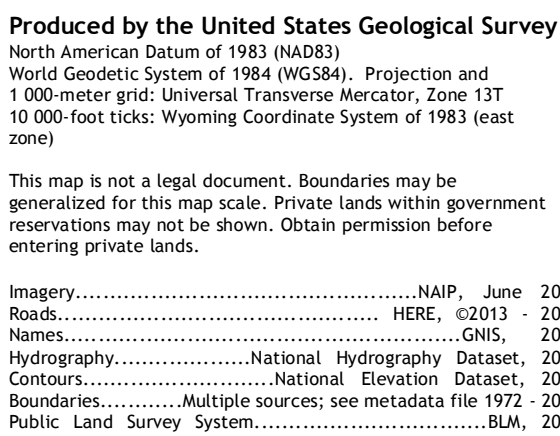 Produced by the United States Geological Survey
North American Datum of 1983 (NAD83)
World Geodetic System of 1984 (WGS84). Projection and
1 000-meter grid: Universal Transverse Mercator, Zone 13T
10 000-foot ticks: Wyoming Coordinate System of 1983 (east
zone)
This map is not a legal document. Boundaries may be
generalized for this map scale. Private lands within government
reservations may not be shown. Obtain permission before
entering private lands.
Imagery..................................................NAIP, June 20
Roads............................................... HERE, ©2013 - 20
Names..........................................................GNIS, 20
Hydrography....................National Hydrography Dataset, 20
Contours............................National Elevation Dataset, 20
Boundaries............Multiple sources; see metadata file 1972 - 20
Public Land Survey System..................................BLM, 20